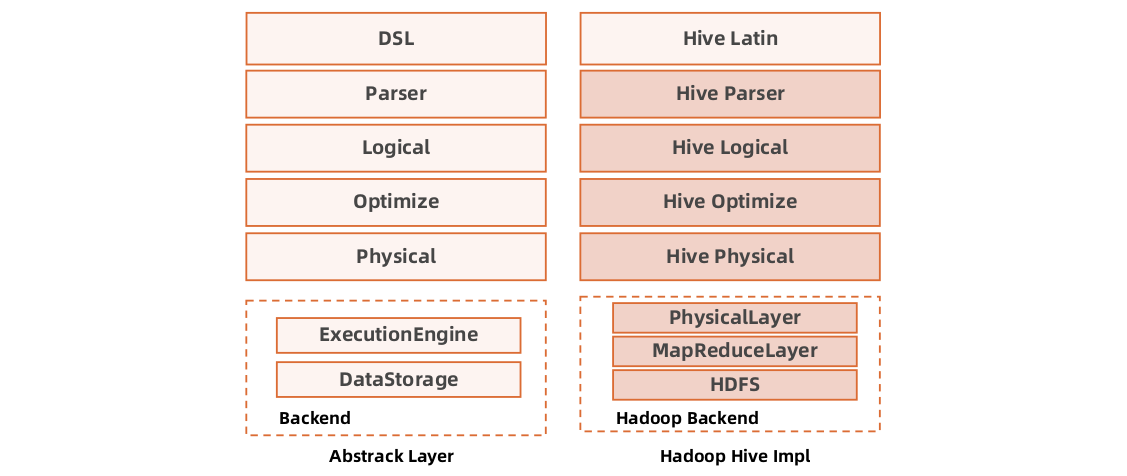 DSL
Parser
Logical
Optimize
Physical
ExecutionEngine
DataStorage
Backend
Abstrack Layer
Hive Latin
Hive Parser
Hive Logical
Hive Optimize
Hive Physical
PhysicalLayer
MapReduceLayer
HDFS
Hadoop Backend
Hadoop Hive Impl